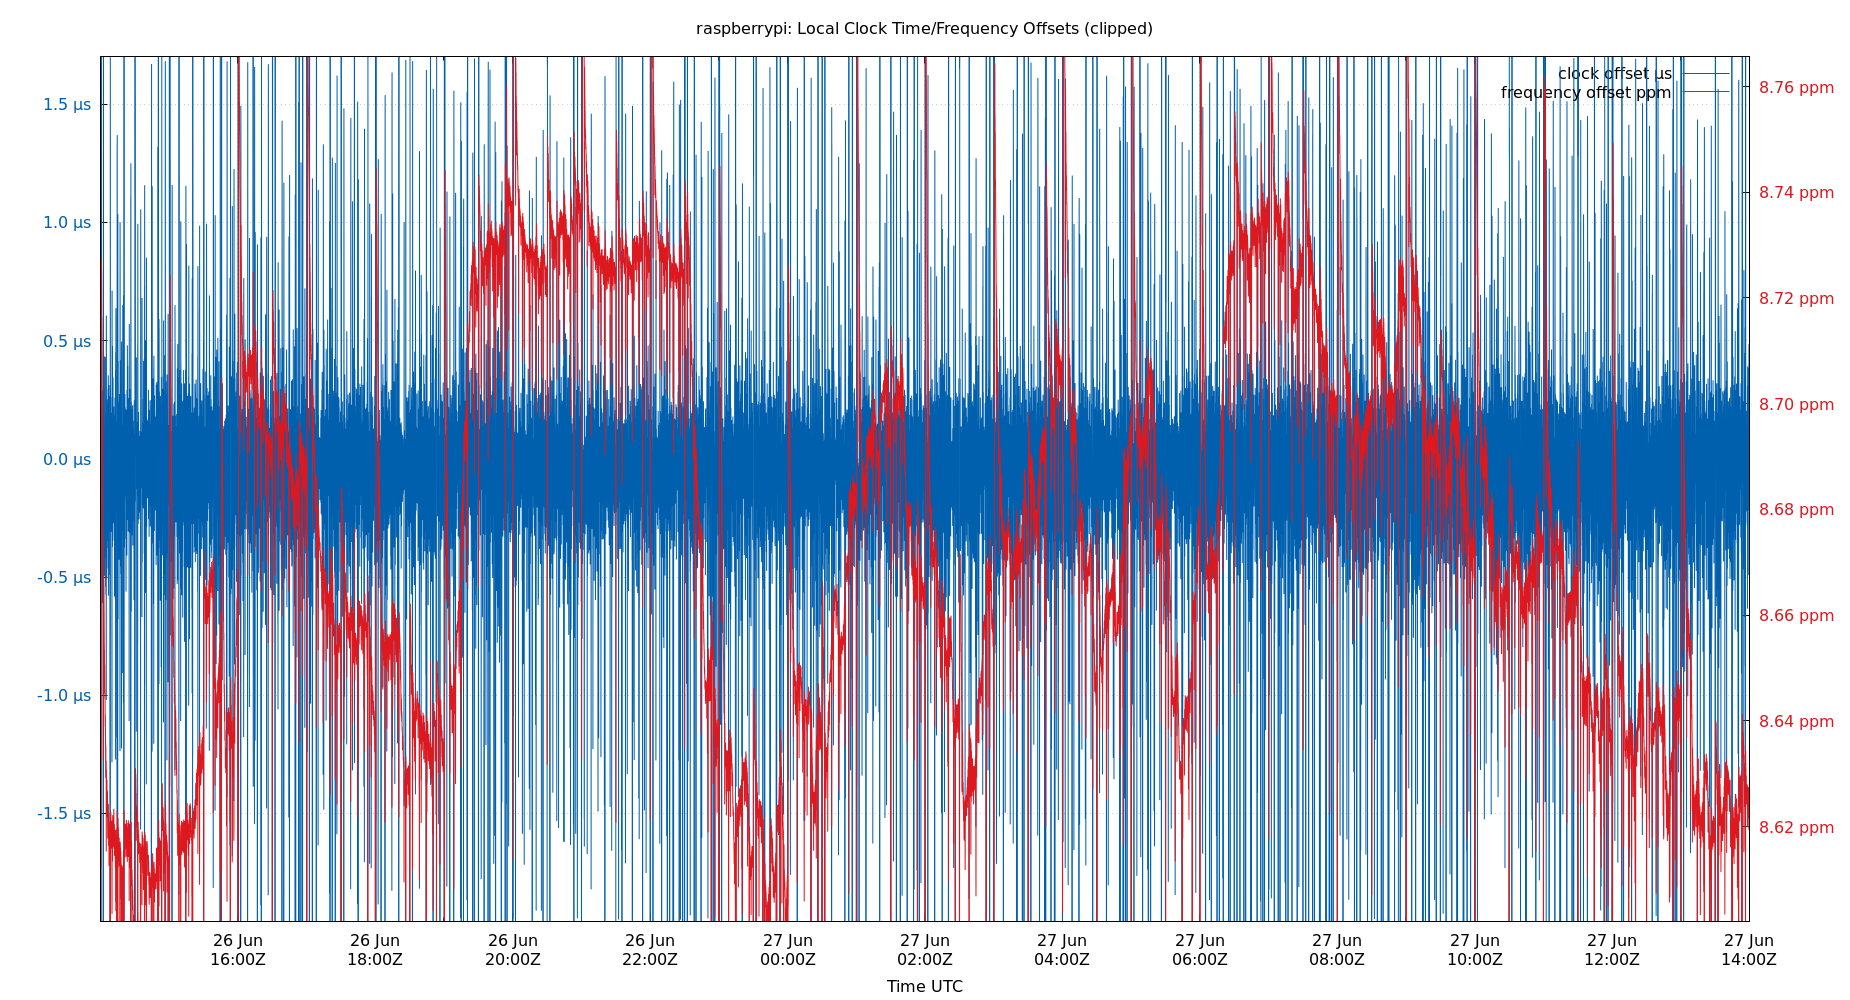 raspberrypi: Local Clock Time/Frequency Offsets (clipped)
clock offset µs
frequency offset ppm
1.5 µs
1.0 µs
0.5 µs
0.0 µs
-0.5 µs
-1.0 µs
-1.5 µs
8.76 ppm
8.74 ppm
8.72 ppm
8.70 ppm
8.68 ppm
8.66 ppm
8.64 ppm
8.62 ppm
26 Jun 26 Jun 26 Jun 26 Jun 27 Jun 27 Jun 27 Jun 27 Jun 27 Jun 27 Jun 27 Jun 27 Jun
16:00Z 18:00Z 20:00Z 22:00Z 00:00Z 02:00Z 04:00Z 06:00Z 08:00Z 10:00Z 12:00Z 14:00Z
Time UTC